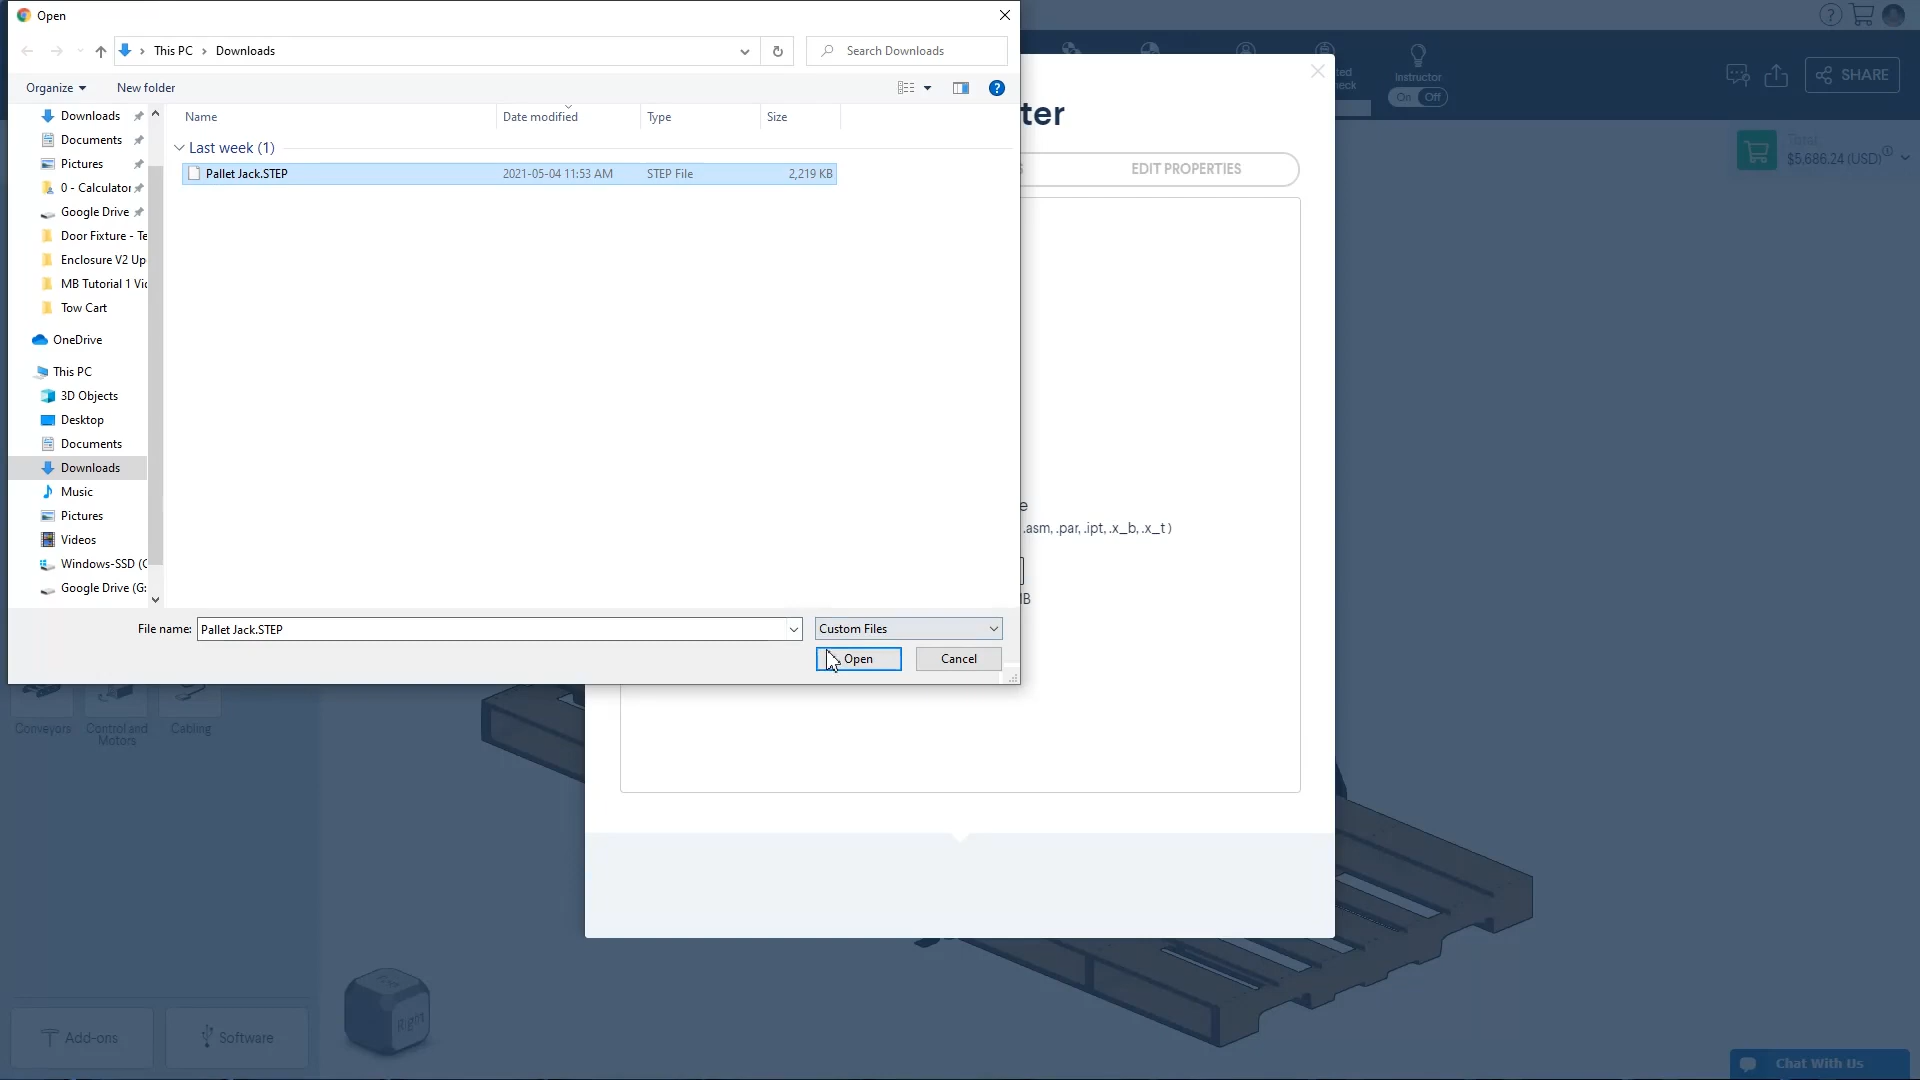 Open
This PC
Downloads
Search Downloads
Organize
New folder
Name
Date modified
Type
Size
Last week (1)
Pallet Jack.STEP
2021-05-04 11:53 AM
STEP File
2,219 KB
Downloads
Documents
Pictures
0 - Calculator
Google Drive
Door Fixture - Te
Enclosure V2 Up
MB Tutorial 1 Vi
Tow Cart
OneDrive
This PC
3D Objects
Desktop
Documents
Downloads
Music
Pictures
Videos
Windows-SSD (C
Google Drive (G:
File name:
Pallet Jack.STEP
Custom Files
Open
Cancel
ter
EDIT PROPERTIES
e
.asm, .par, .ipt, .x_b, .x_t )
MB
ted
eck
Instructor
On
Off
SHARE
Total:
$5,686.24 (USD)
Conveyors
Control and
Motors
Cabling
Right
Add-ons
Software
Chat With Us